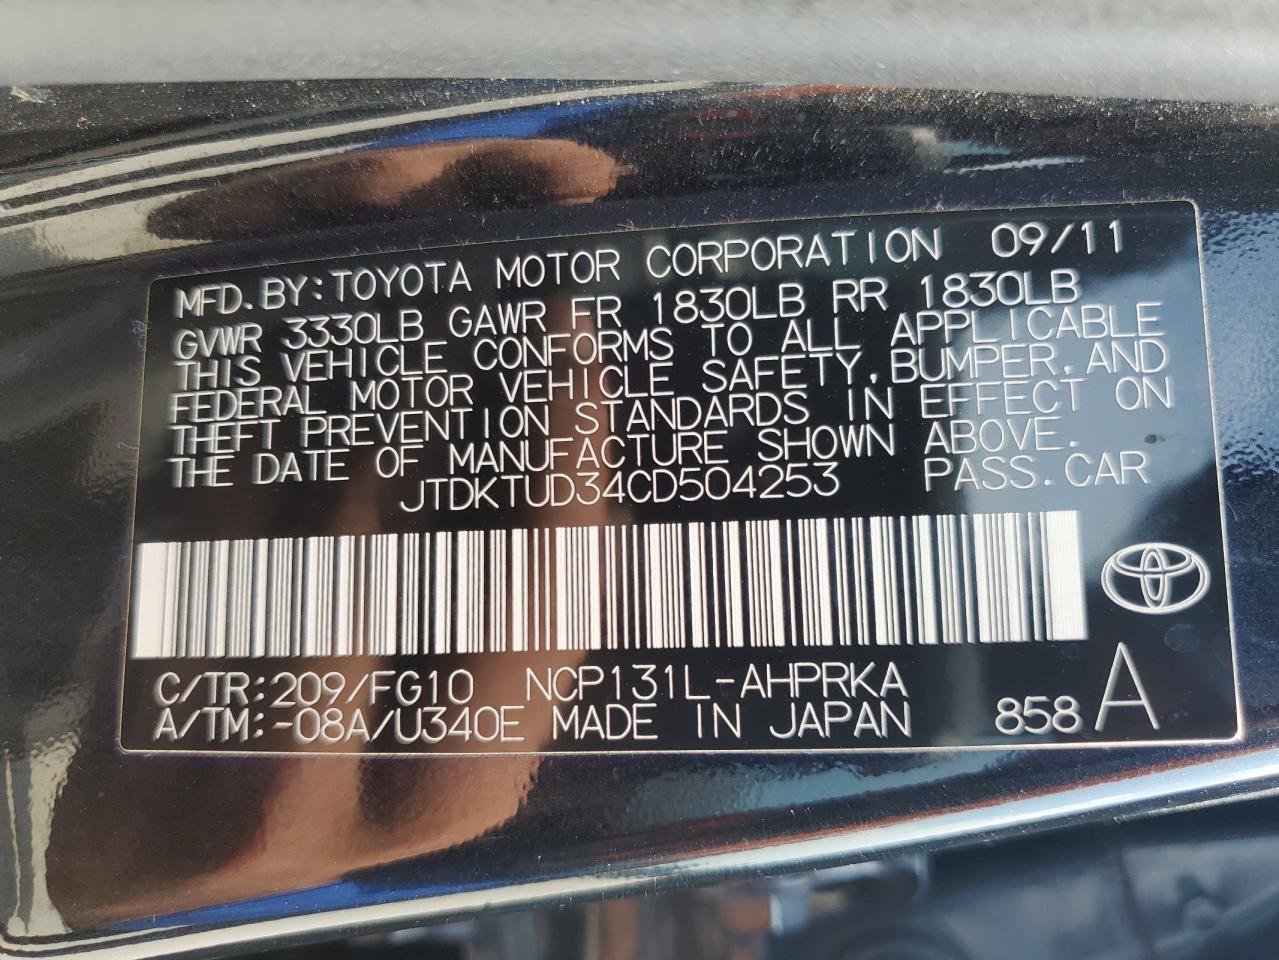 MFD.BY:TOYOTA MOTOR CORPORATION 09/11
GVWR 3330LB GAWR FR 1830LB RR 1830LB
THIS VEHICLE CONFORMS TO ALL APPLICABLE
FEDERAL MOTOR VEHICLE SAFETY,BUMPER,AND
THEFT PREVENTION STANDARDS IN EFFECT ON
THE DATE OF MANUFACTURE SHOWN ABOVE.
JTDKTUD34CD504253 PASS.CAR
C/TR:209/FG10 NCP131L-AHPRKA
A/TM:-08A/U340E MADE IN JAPAN 858 A